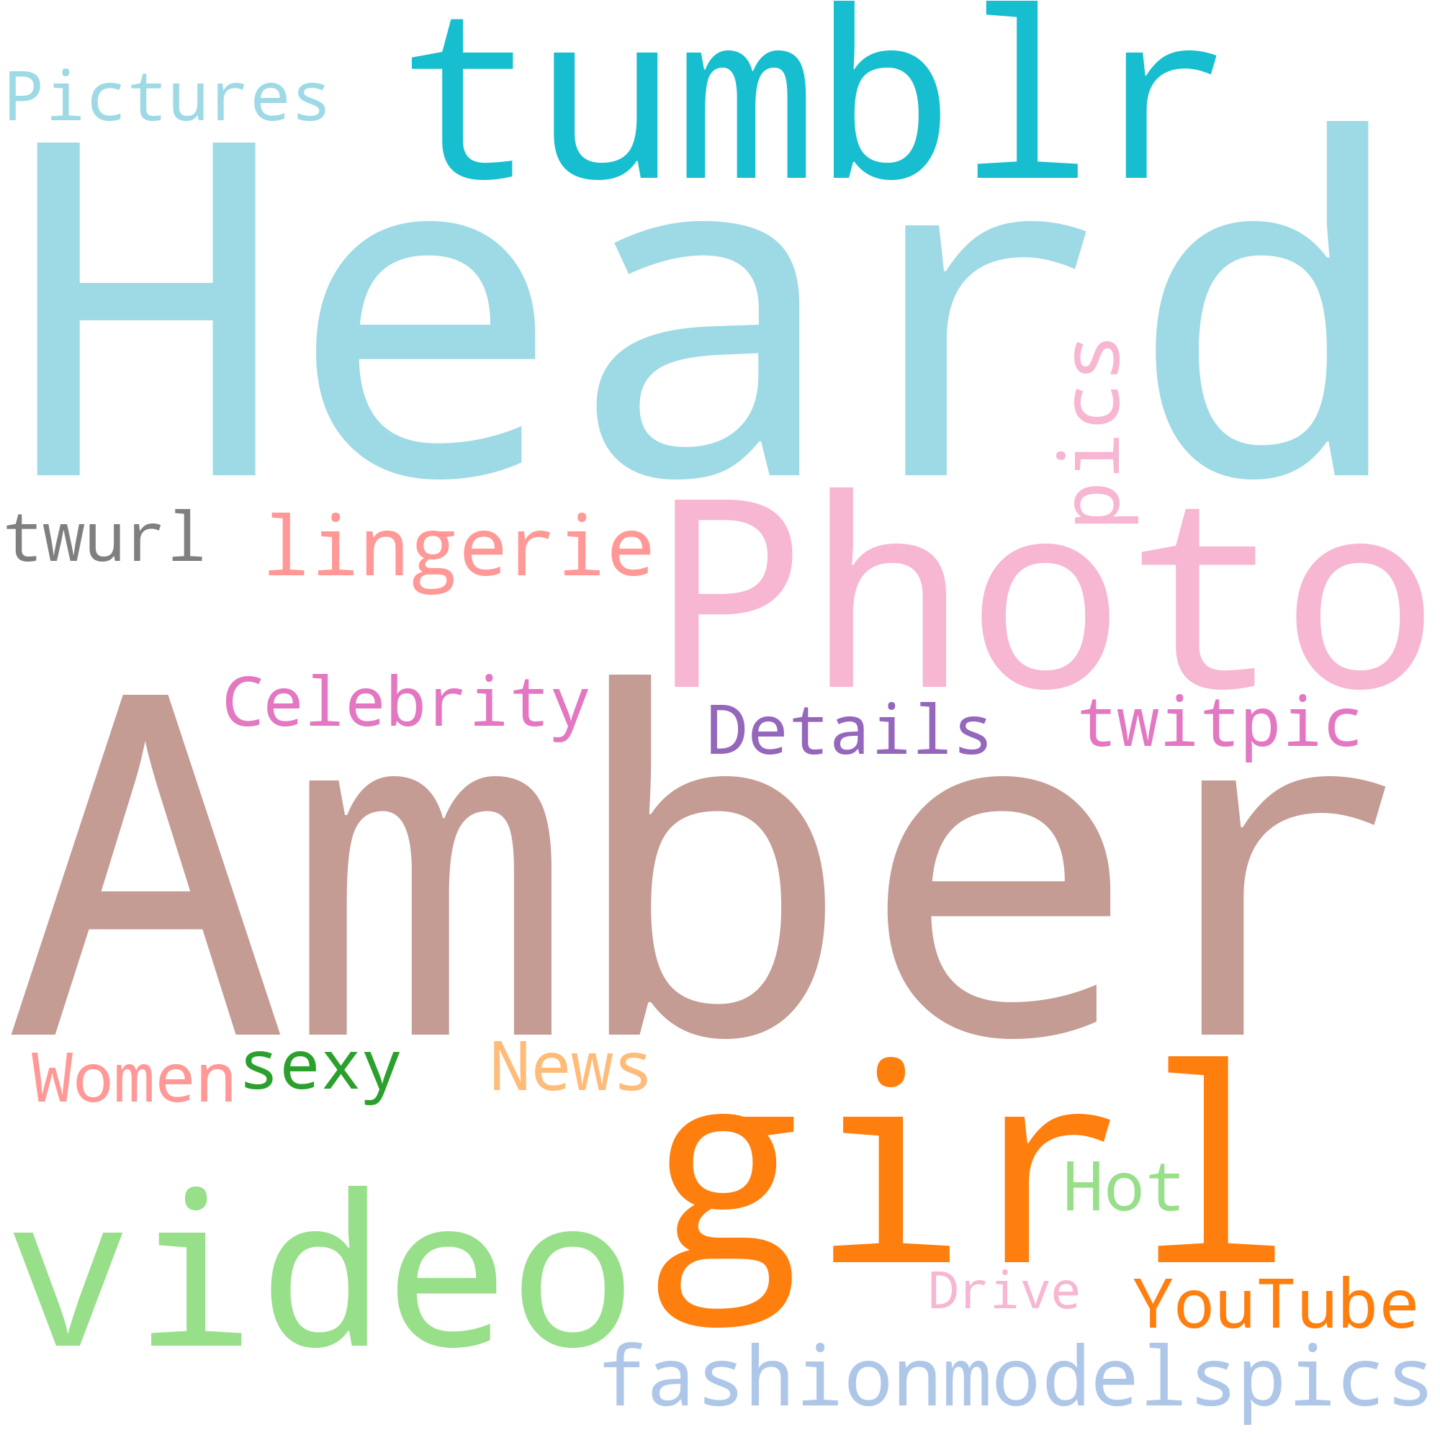 tumblr
Pictures
Heard
pics
Photo
twurl
lingerie
Celebrity
Details
twitpic
Amber
Women
sexy
News
girl
Hot
video
Drive
YouTube
fashionmodelspics